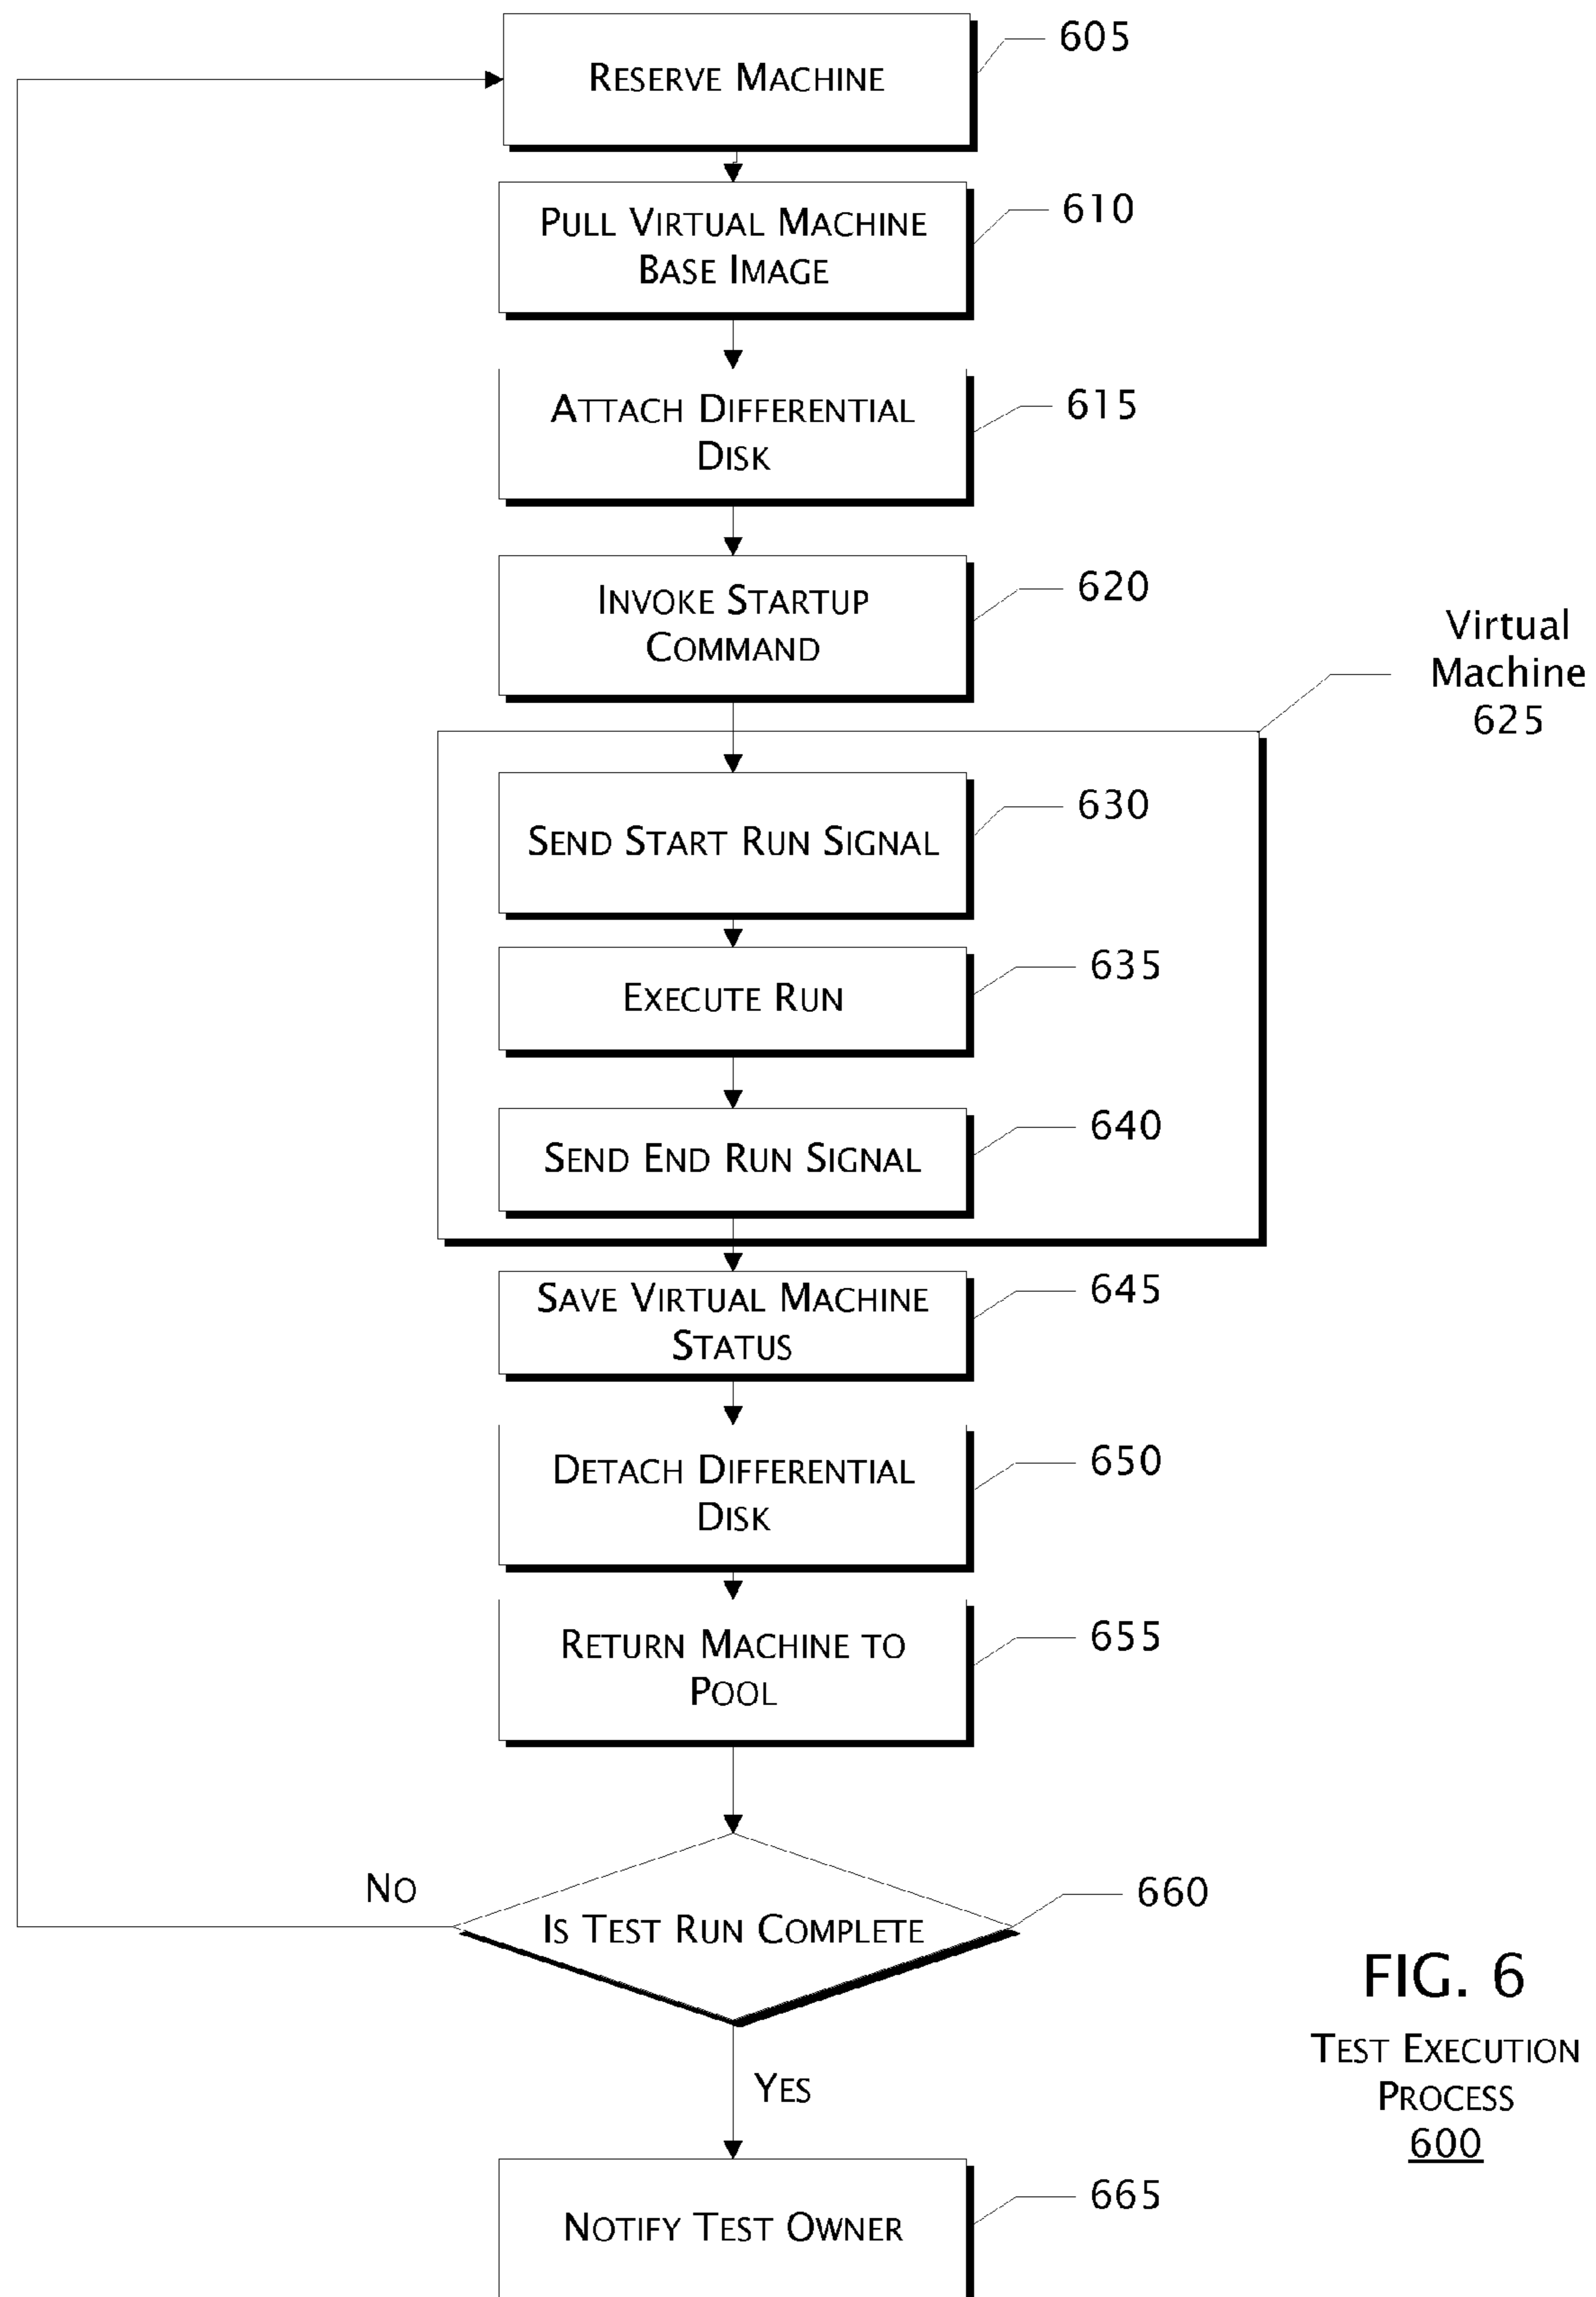 RESERVE MACHINE
605
PULL VIRTUAL MACHINE
BASE IMAGE
610
ATTACH DIFFERENTIAL
DISK
615
INVOKE STARTUP
COMMAND
620
Virtual
Machine
625
SEND START RUN SIGNAL
630
EXECUTE RUN
635
SEND END RUN SIGNAL
640
SAVE VIRTUAL MACHINE
STATUS
645
DETACH DIFFERENTIAL
DISK
650
RETURN MACHINE TO
POOL
655
NO
IS TEST RUN COMPLETE
660
YES
NOTIFY TEST OWNER
665
FIG. 6
TEST EXECUTION
PROCESS
600